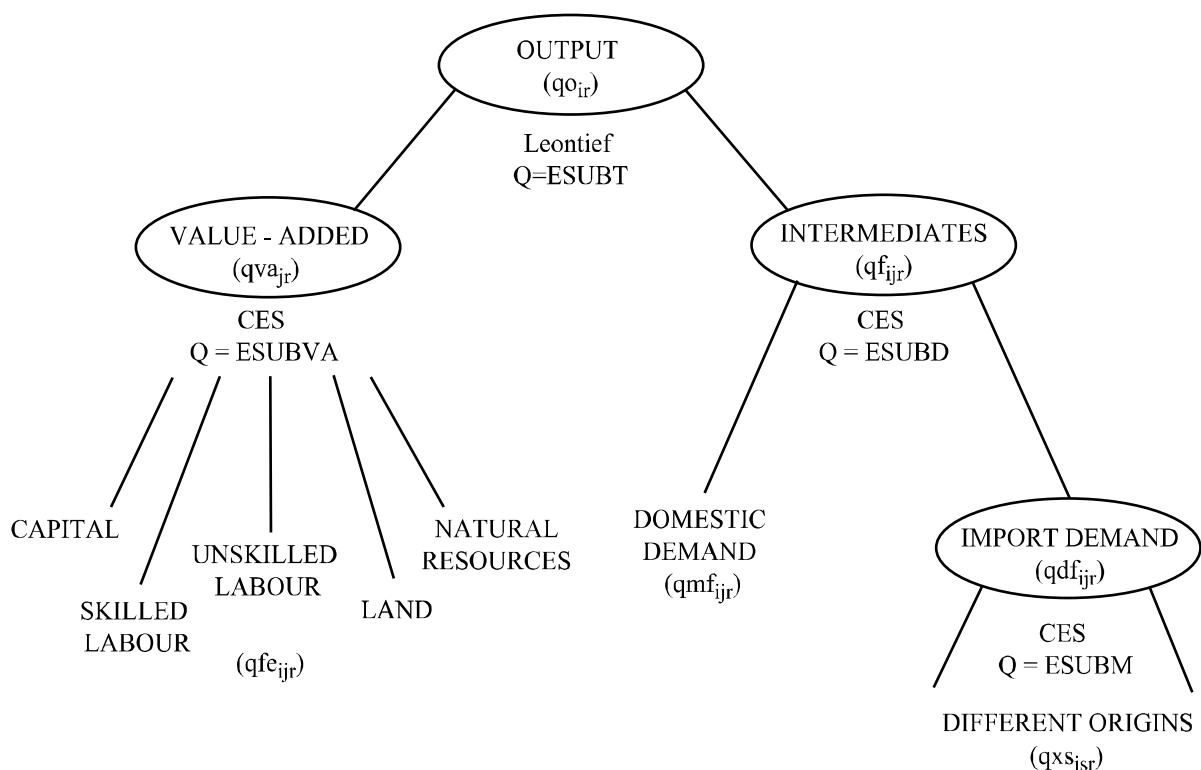 OUTPUT
(qo_ir)
Leontief
Q=ESUBT
VALUE - ADDED
(qva_jr)
CES
Q = ESUBVA
INTERMEDIATES
(qf_ijr)
CES
Q = ESUBD
CAPITAL
SKILLED
LABOUR
UNSKILLED
LABOUR
(qfe_ijr)
LAND
NATURAL
RESOURCES
DOMESTIC
DEMAND
(qmf_ijr)
IMPORT DEMAND
(qdf_ijr)
CES
Q = ESUBM
DIFFERENT ORIGINS
(qxs_isr)